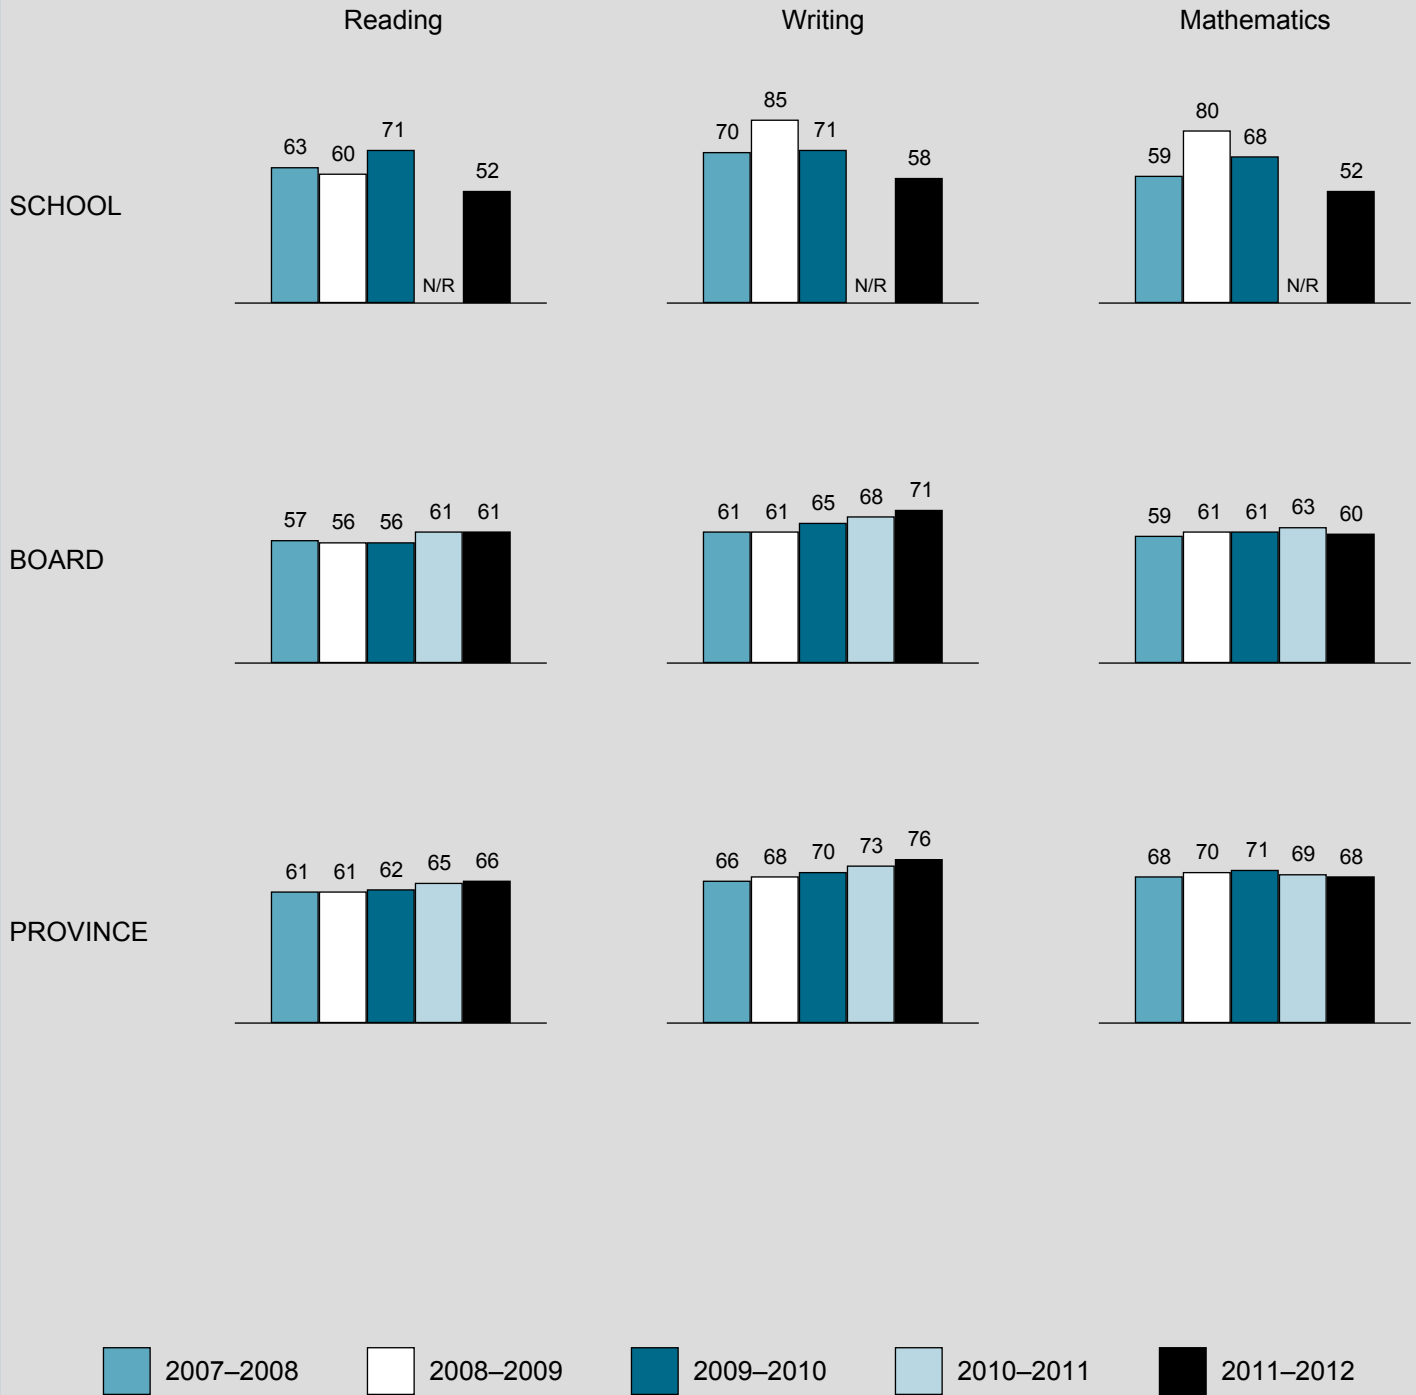 Reading Writing Mathematics
SCHOOL
63 60 71 N/R 52
70 85 71 N/R 58
59 80 68 N/R 52
BOARD
57 56 56 61 61
61 61 65 68 71
59 61 61 63 60
PROVINCE
61 61 62 65 66
66 68 70 73 76
68 70 71 69 68
2007–2008 2008–2009 2009–2010 2010–2011 2011–2012